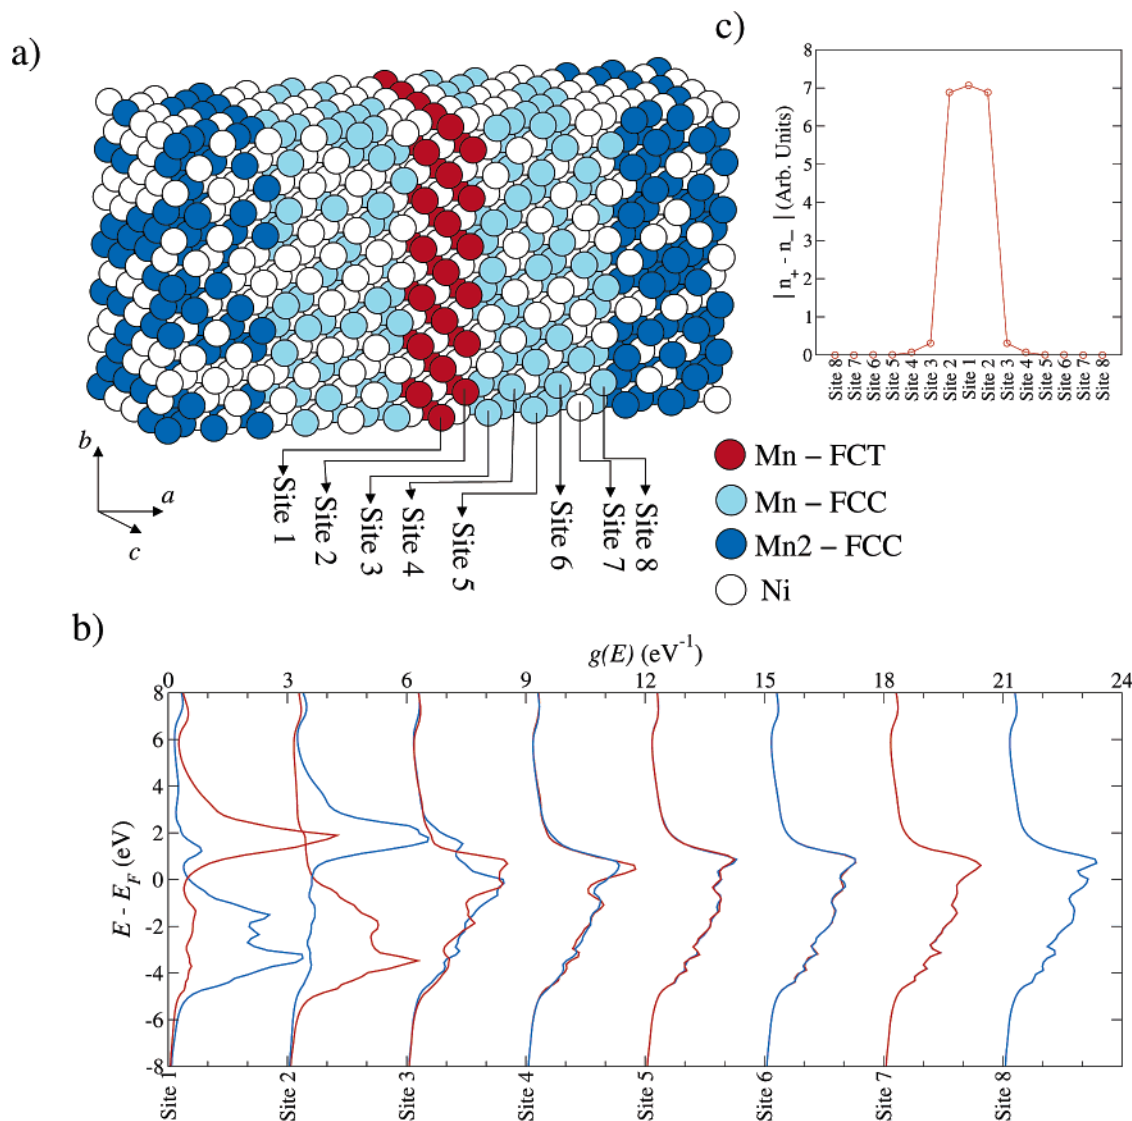 a)
b
a
c
Site 1
Site 2
Site 3
Site 4
Site 5
Site 6
Site 7
Site 8
c)
8
7
6
5
4
3
2
1
0
| n+ - n− | (Arb. Units)
Site 8
Site 7
Site 6
Site 5
Site 4
Site 3
Site 2
Site 1
Site 2
Site 3
Site 4
Site 5
Site 6
Site 7
Site 8
Mn – FCT
Mn – FCC
Mn2 – FCC
Ni
b)
g(E) (eV⁻¹)
0 3 6 9 12 15 18 21 24
8
6
4
2
0
-2
-4
-6
-8
E - E_F (eV)
Site 1
Site 2
Site 3
Site 4
Site 5
Site 6
Site 7
Site 8